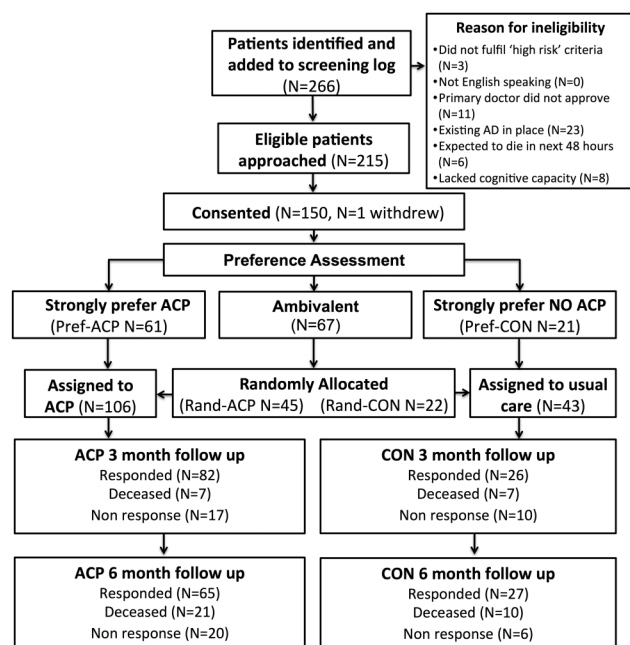 Patients identified and
added to screening log
(N=266)
Reason for ineligibility
•Did not fulfil ‘high risk’ criteria
(N=3)
•Not English speaking (N=0)
•Primary doctor did not approve
(N=11)
•Existing AD in place (N=23)
•Expected to die in next 48 hours
(N=6)
•Lacked cognitive capacity (N=8)
Eligible patients
approached (N=215)
Consented (N=150, N=1 withdrew)
Preference Assessment
Strongly prefer ACP
(Pref-ACP N=61)
Ambivalent
(N=67)
Strongly prefer NO ACP
(Pref-CON N=21)
Assigned to
ACP (N=106)
Randomly Allocated
(Rand-ACP N=45) (Rand-CON N=22)
Assigned to usual
care (N=43)
ACP 3 month follow up
Responded (N=82)
Deceased (N=7)
Non response (N=17)
CON 3 month follow up
Responded (N=26)
Deceased (N=7)
Non response (N=10)
ACP 6 month follow up
Responded (N=65)
Deceased (N=21)
Non response (N=20)
CON 6 month follow up
Responded (N=27)
Deceased (N=10)
Non response (N=6)